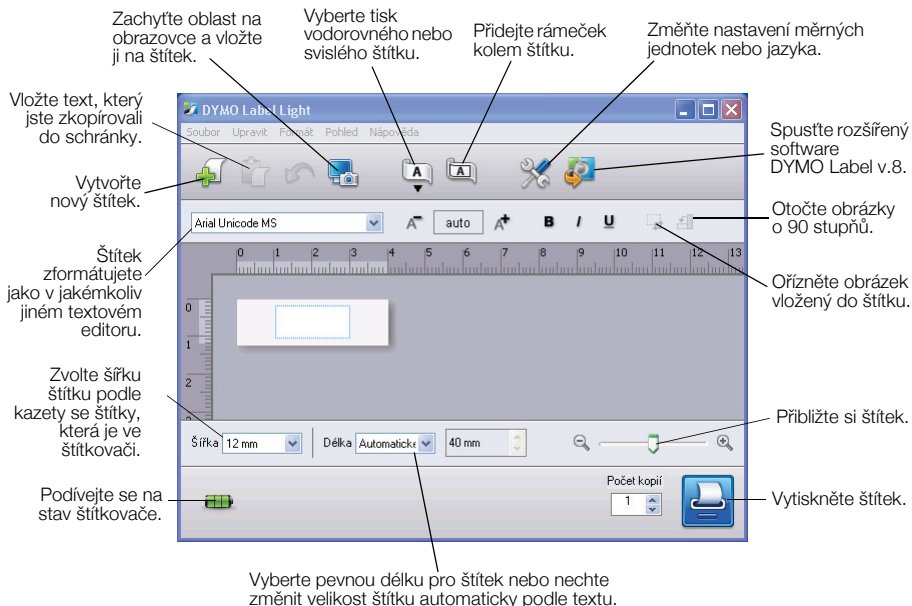 Zachyťte oblast na
obrazovce a vložte
ji na štítek.
Vyberte tisk
vodorovného nebo
svislého štítku.
Přidejte rámeček
kolem štítku.
Změňte nastavení měrných
jednotek nebo jazyka.
Vložte text, který
jste zkopírovali
do schránky.
Vytvořte
nový štítek.
Štítek
zformátujete
jako v jakémkoliv
jiném textovém
editoru.
Zvolte šířku
štítku podle
kazety se štítky,
která je ve
štítkovači.
Podívejte se na
stav štítkovače.
DYMO Label Light
Soubor Upravit Formát Pohled Nápověda
A A
Arial Unicode MS A auto A B I U
0 1 2 3 4 5 6 7 8 9 10 11 12 13
0
1
2
Šířka 12 mm Délka Automaticke 40 mm
Počet kopií
1
Spusťte rozšířený
software
DYMO Label v.8.
Otočte obrázky
o 90 stupňů.
Ořízněte obrázek
vložený do štítku.
Přibližte si štítek.
Vytiskněte štítek.
Vyberte pevnou délku pro štítek nebo nechte
změnit velikost štítku automaticky podle textu.